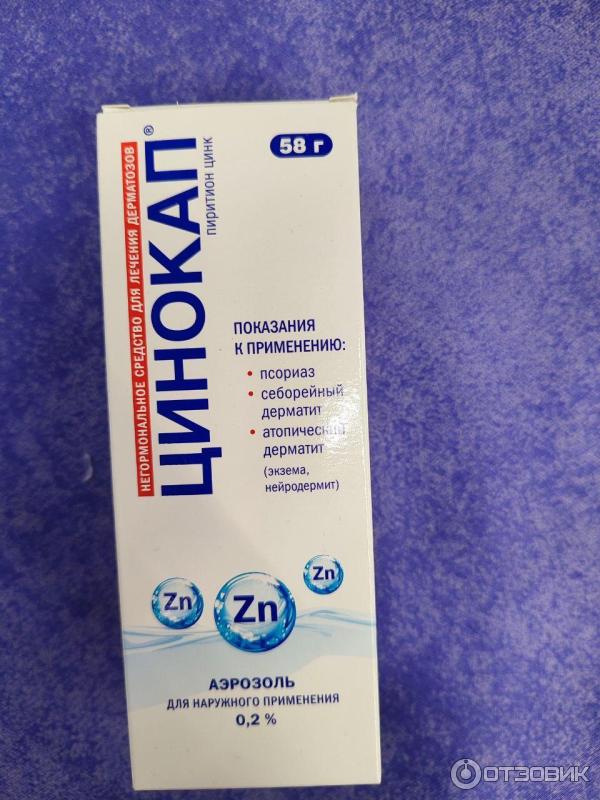 НЕГОРМОНАЛЬНОЕ СРЕДСТВО ДЛЯ ЛЕЧЕНИЯ ДЕРМАТОЗОВ
ЦИНОКАП®
пиритион цинк
58 г
ПОКАЗАНИЯ
К ПРИМЕНЕНИЮ:
• псориаз
• себорейный
дерматит
• атопический
дерматит
(экзема,
нейродермит)
Zn
Zn
Zn
АЭРОЗОЛЬ
ДЛЯ НАРУЖНОГО ПРИМЕНЕНИЯ
0,2 %
ОТЗОВИК